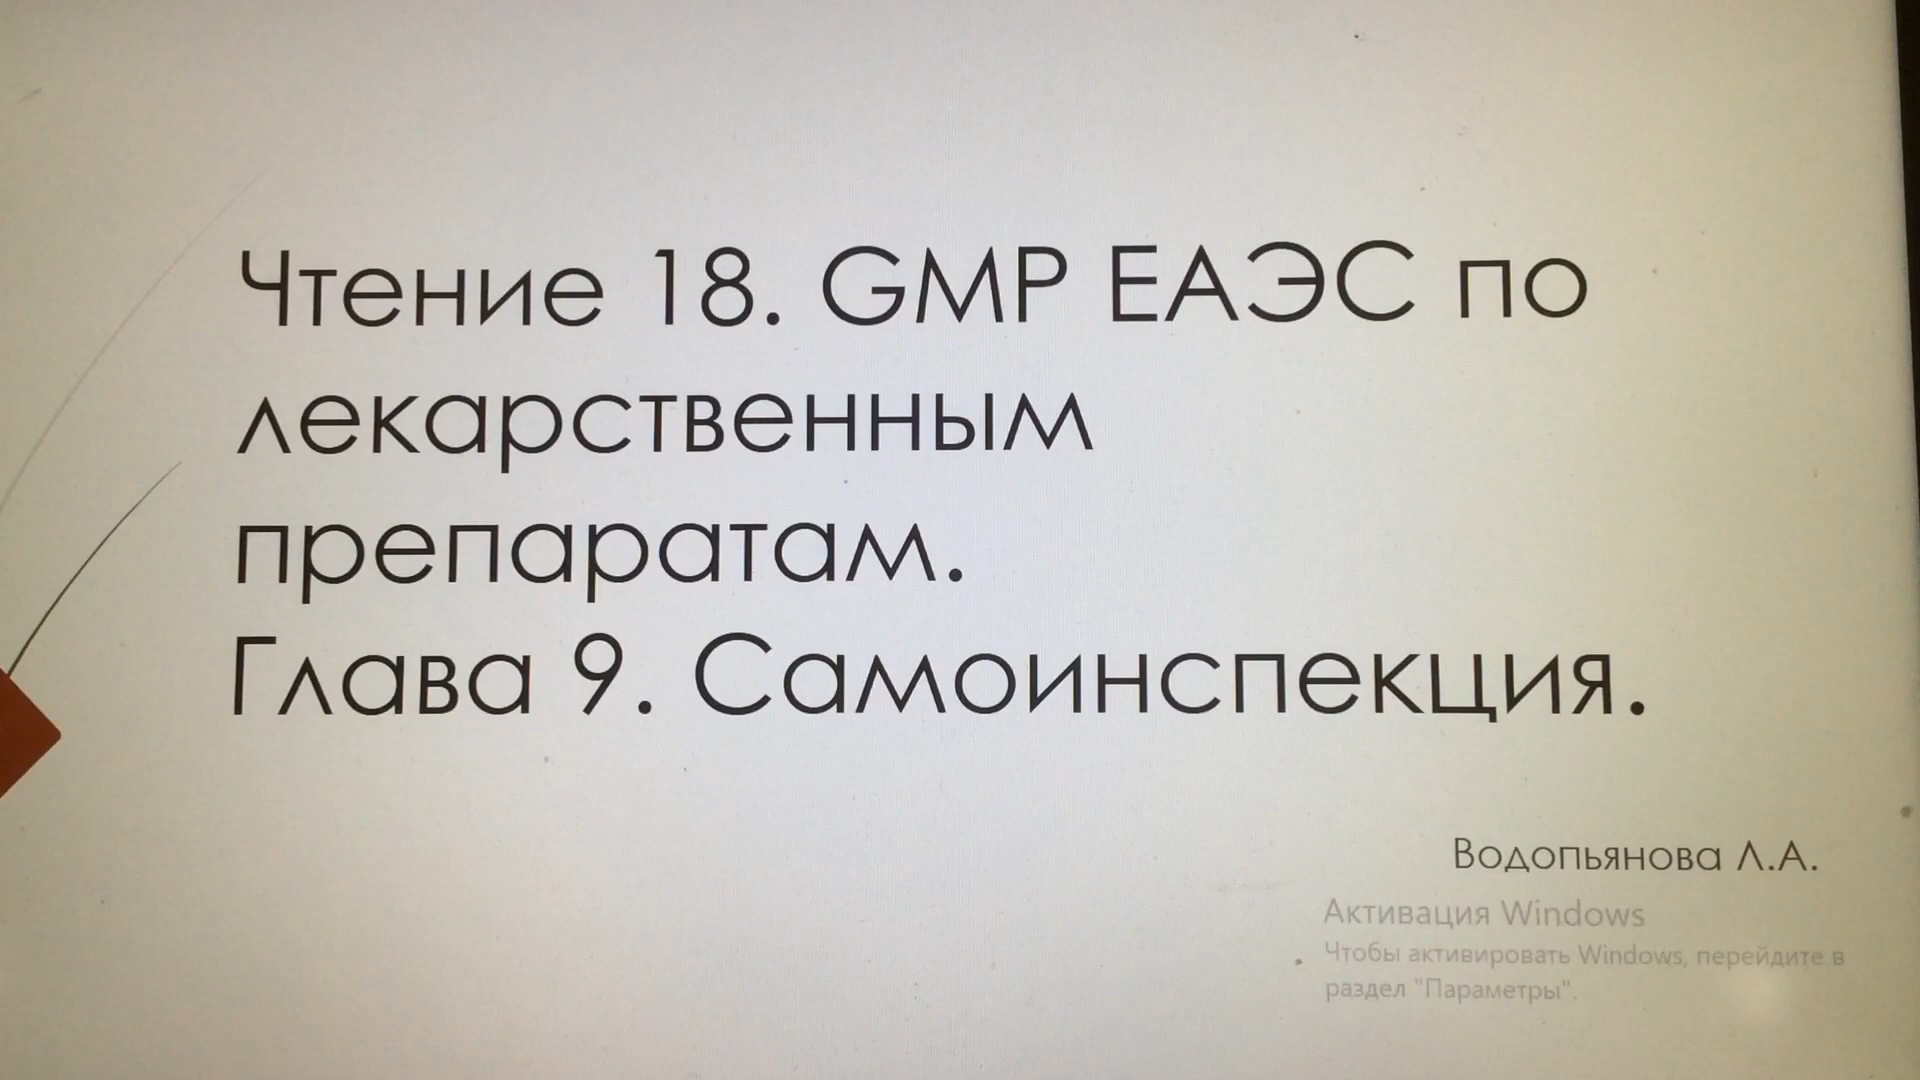 Чтение 18. GMP ЕАЭС по
лекарственным
препаратам.
Глава 9. Самоинспекция.
Водопьянова Л.А.
Активация Windows
Чтобы активировать Windows, перейдите в
раздел "Параметры".